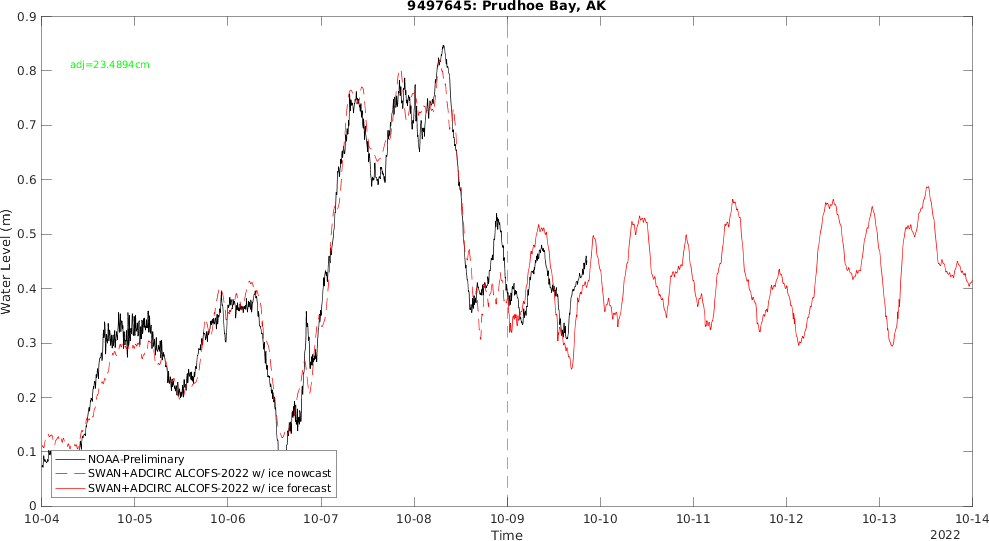 9497645: Prudhoe Bay, AK
0.9
0.8
0.7
0.6
0.5
0.4
0.3
0.2
0.1
0
Water Level (m)
adj=23.4894cm
NOAA-Preliminary
SWAN+ADCIRC ALCOFS-2022 w/ ice nowcast
SWAN+ADCIRC ALCOFS-2022 w/ ice forecast
10-04 10-05 10-06 10-07 10-08 10-09 10-10 10-11 10-12 10-13 10-14
Time
2022